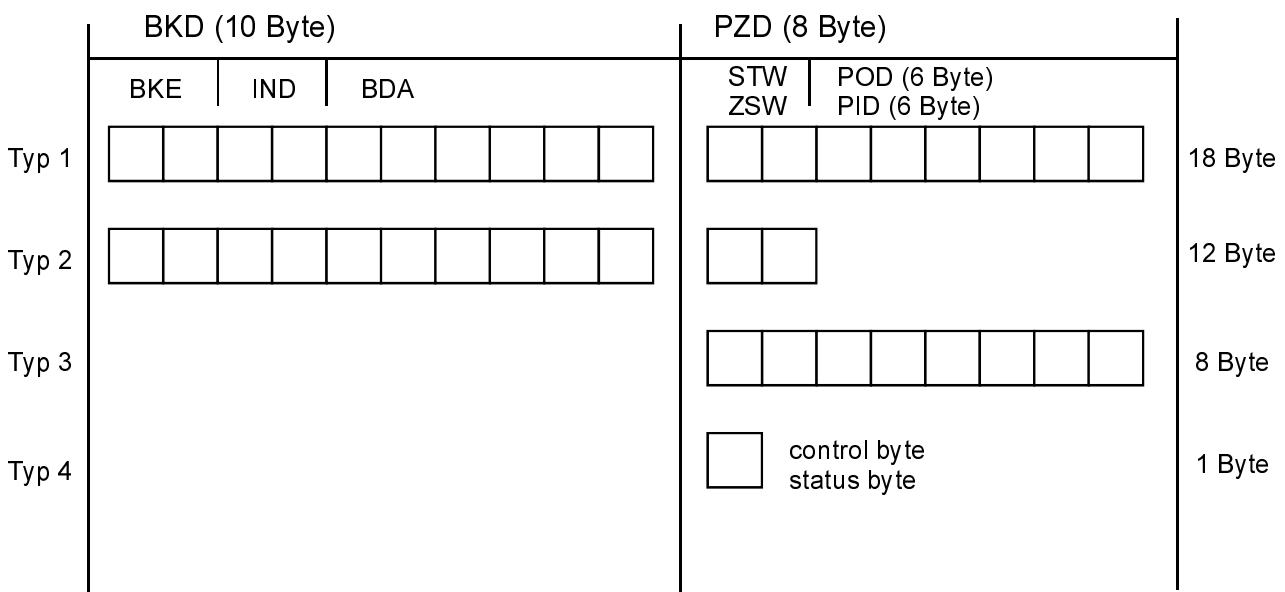 BKD (10 Byte) PZD (8 Byte)
BKE IND BDA STW POD (6 Byte)
ZSW PID (6 Byte)
Typ 1 18 Byte
Typ 2 12 Byte
Typ 3 8 Byte
Typ 4 control byte 1 Byte
status byte